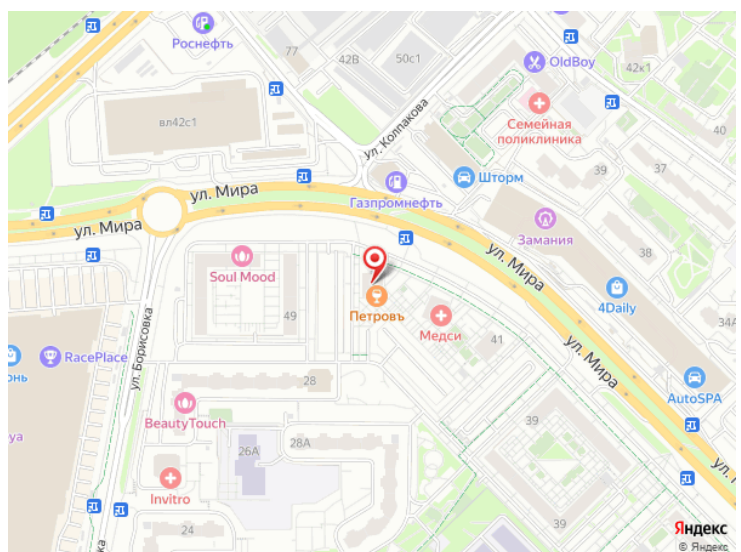 Роснефть
77
42В
50с1
OldBoy
42к1
вл42с1
ул. Колпакова
Семейная
поликлиника
40
39
37
Шторм
ул. Мира
Газпромнефть
ул. Мира
Замания
38
ул. Мира
Soul Mood
4Daily
Петровъ
Медси
49
41
34А
ул. Борисовка
RacePlace
онь
ул. Мира
28
AutoSPA
BeautyTouch
39
ya
26А
28А
Invitro
24
39
Яндекс
© Яндекс